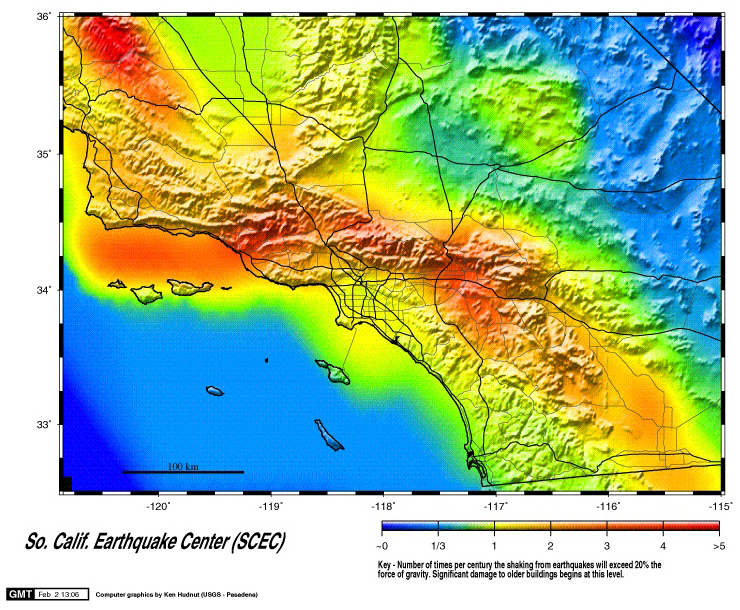 36˚
35˚
34˚
33˚
100 km
-120˚ -119˚ -118˚ -117˚ -116˚ -115˚
So. Calif. Earthquake Center (SCEC)
~0 1/3 1 2 3 4 >5
Key - Number of times per century the shaking from earthquakes will exceed 20% the
force of gravity. Significant damage to older buildings begins at this level.
GMT Feb 2 13:06 Computer graphics by Ken Hudnut (USGS - Pasadena)